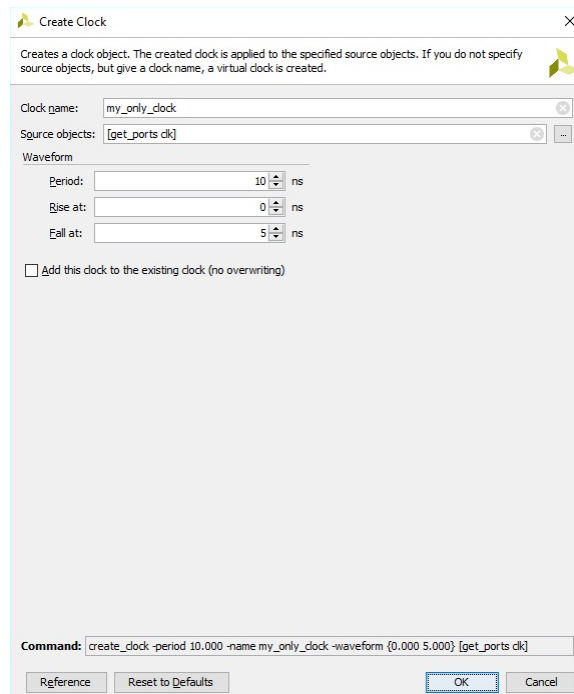 Create Clock
Creates a clock object. The created clock is applied to the specified source objects. If you do not specify
source objects, but give a clock name, a virtual clock is created.
Clock name: my_only_clock
Source objects: [get_ports clk] ...
Waveform
Period: 10 ns
Rise at: 0 ns
Fall at: 5 ns
Add this clock to the existing clock (no overwriting)
Command: create_clock -period 10.000 -name my_only_clock -waveform {0.000 5.000} [get_ports clk]
Reference Reset to Defaults OK Cancel